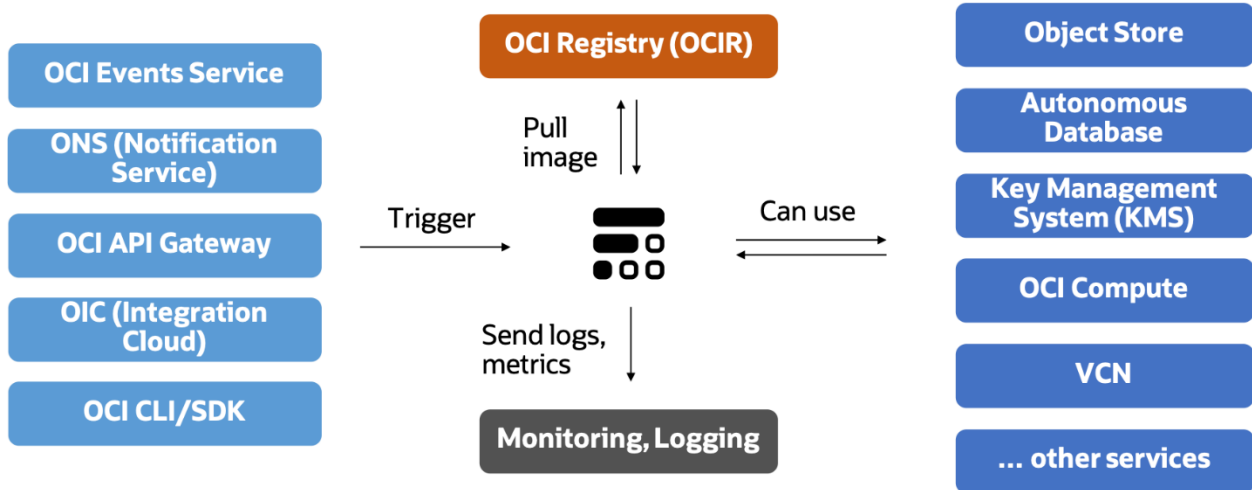 OCI Events Service
ONS (Notification
Service)
OCI API Gateway
OIC (Integration
Cloud)
OCI CLI/SDK
Trigger
OCI Registry (OCIR)
Pull
image
Send logs,
metrics
Monitoring, Logging
Can use
Object Store
Autonomous
Database
Key Management
System (KMS)
OCI Compute
VCN
... other services